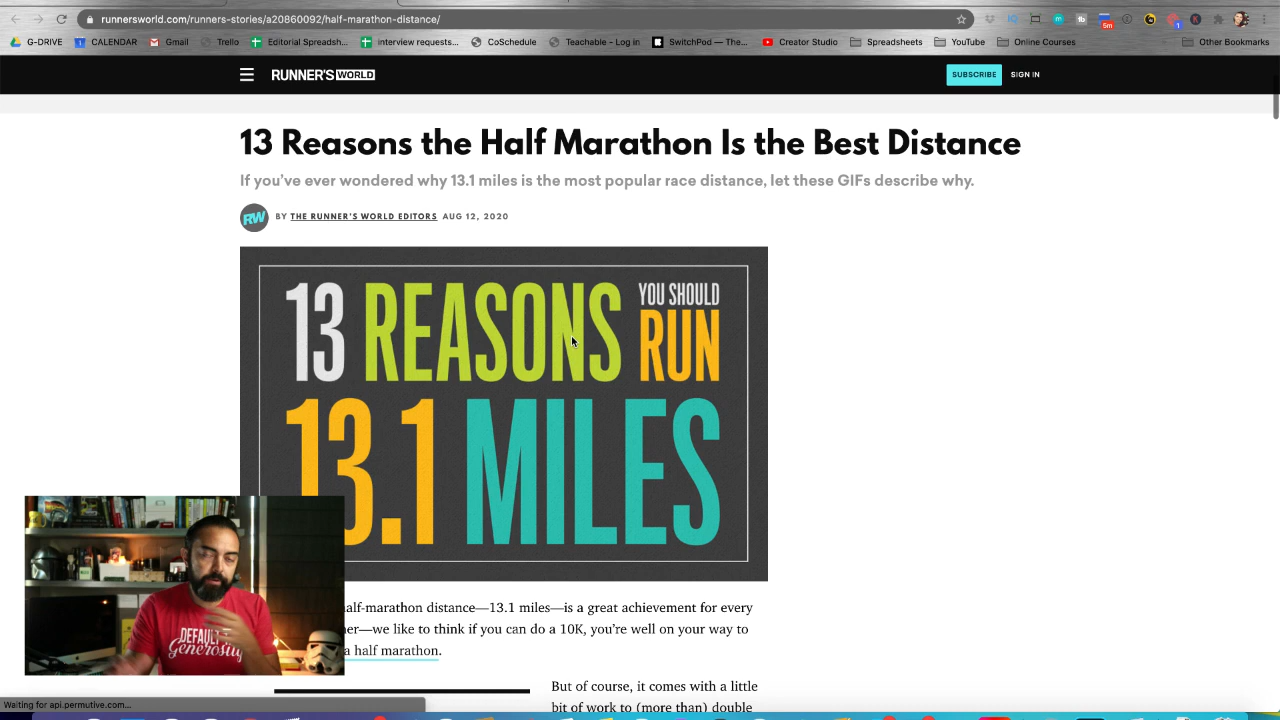 runnersworld.com/runners-stories/a20860092/half-marathon-distance/
G-DRIVE CALENDAR Gmail Trello Editorial Spreadsh... interview requests... CoSchedule Teachable - Log in SwitchPod — The... Creator Studio Spreadsheets YouTube Online Courses Other Bookmarks
RUNNER'S WORLD SUBSCRIBE SIGN IN
13 Reasons the Half Marathon Is the Best Distance
If you've ever wondered why 13.1 miles is the most popular race distance, let these GIFs describe why.
RW BY THE RUNNER'S WORLD EDITORS AUG 12, 2020
13 REASONS YOU SHOULD RUN
13.1 MILES
half-marathon distance—13.1 miles—is a great achievement for every
—we like to think if you can do a 10K, you're well on your way to
a half marathon.
But of course, it comes with a little
bit of work to (more than) double
DEFAULT
Generosity
Waiting for api.permutive.com...